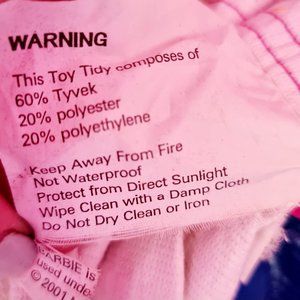 WARNING
This Toy Tidy composes of
60% Tyvek
20% polyester
20% polyethylene
Keep Away From Fire
Not Waterproof
Protect from Direct Sunlight
Wipe Clean with a Damp Cloth
Do Not Dry Clean or Iron
BARBIE is
used under
© 2001